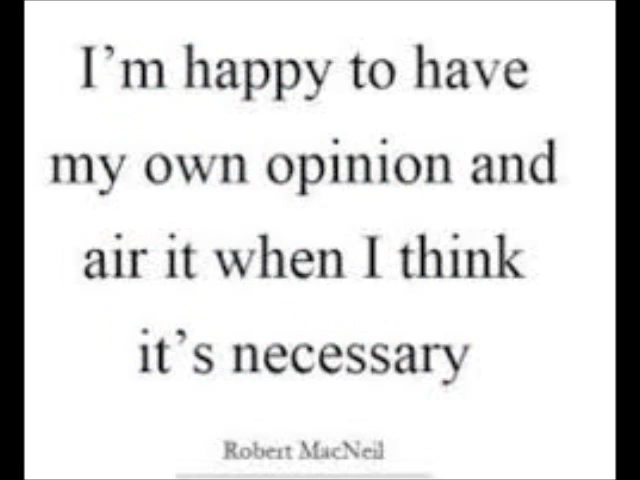 I'm happy to have
my own opinion and
air it when I think
it's necessary
Robert MacNeil